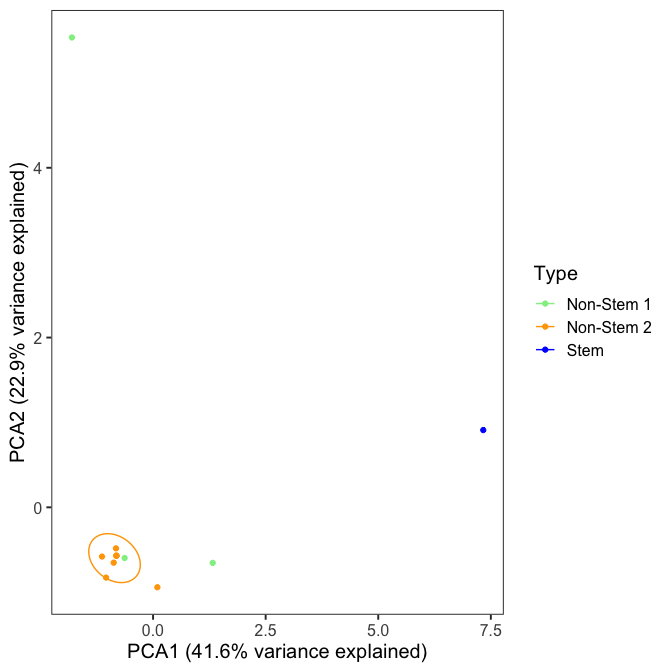 PCA2 (22.9% variance explained)
4
2
0
0.0 2.5 5.0 7.5
PCA1 (41.6% variance explained)
Type
Non-Stem 1
Non-Stem 2
Stem